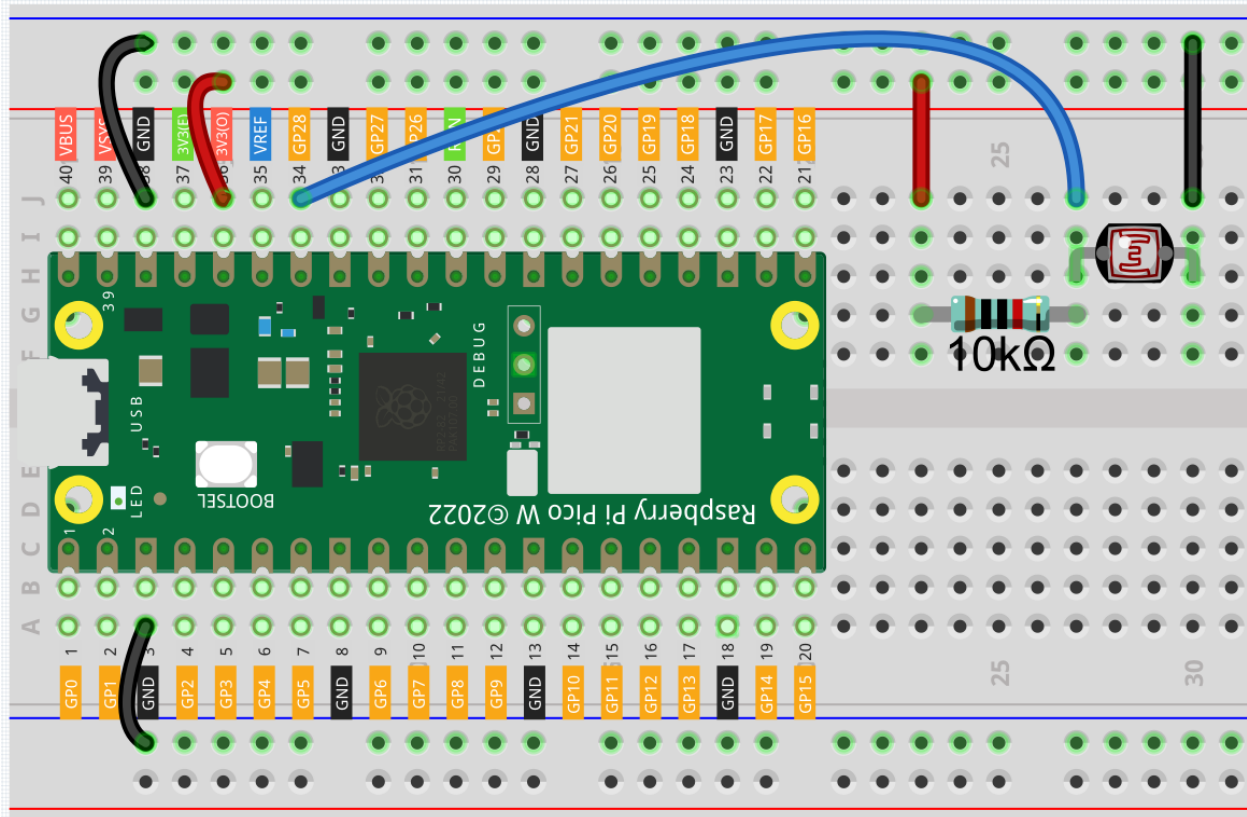 VBUS
VSYS
GND
3V3(E)
3V3(O)
VREF
GP28
GND
GP27
GP26
RUN
GND
GP21
GP20
GP19
GP18
GND
GP17
GP16
40
39
38
37
36
35
34
31
30
29
28
27
26
25
24
23
22
21
25
J
I
H
G
F
39
DEBUG
10kΩ
USB
E
D
C
B
A
LED
BOOTSEL
Raspberry Pi Pico W ©2022
1
2
1
2
3
4
5
6
7
8
9
10
11
12
13
14
15
16
17
18
19
20
25
30
GP0
GP1
GND
GP2
GP3
GP4
GP5
GND
GP6
GP7
GP8
GP9
GND
GP10
GP11
GP12
GP13
GND
GP14
GP15